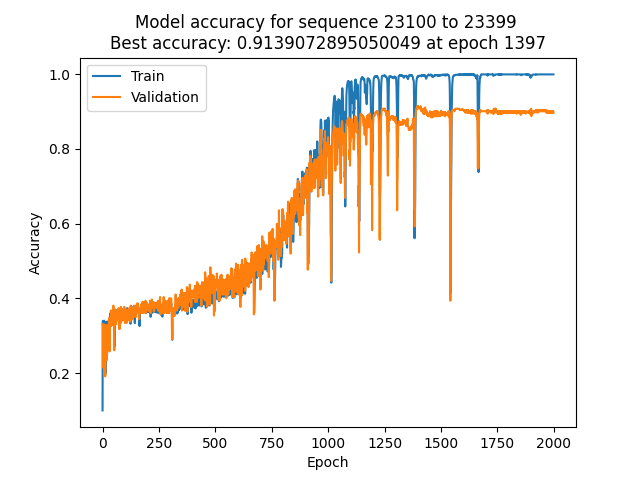 Model accuracy for sequence 23100 to 23399
Best accuracy: 0.9139072895050049 at epoch 1397
Train
Validation
1.0
0.8
0.6
0.4
0.2
Accuracy
0 250 500 750 1000 1250 1500 1750 2000
Epoch